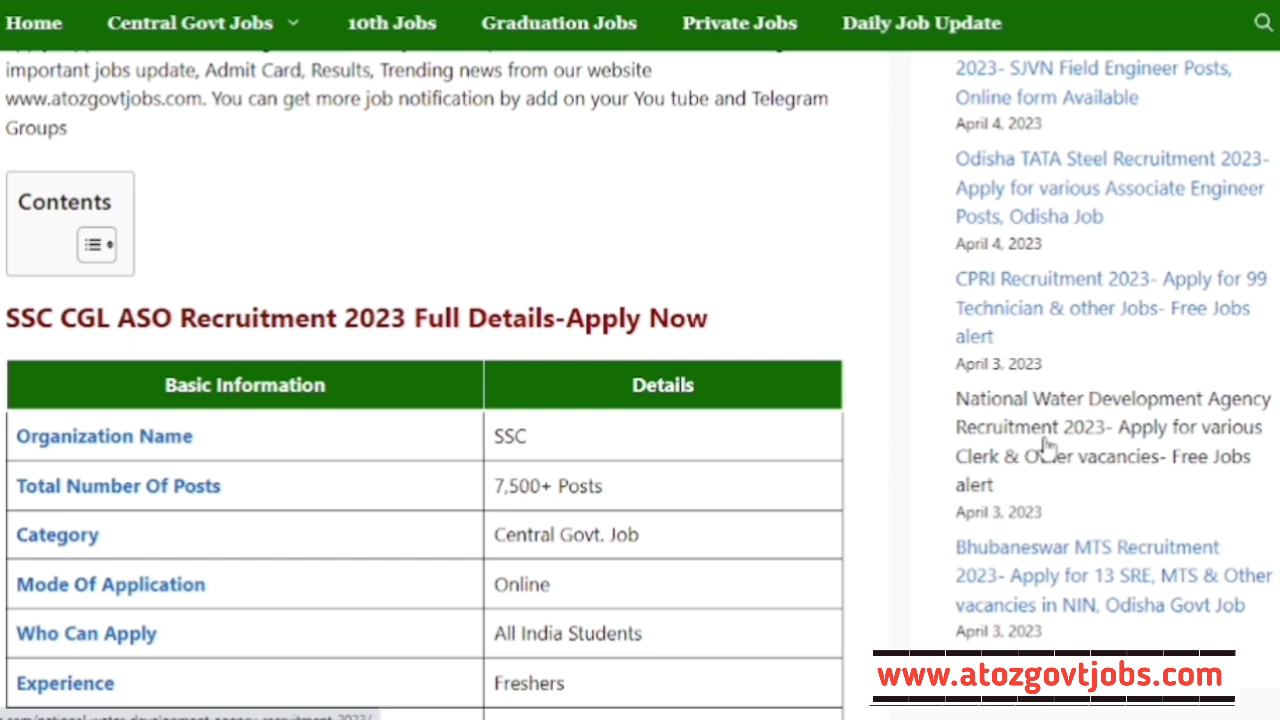 Home Central Govt Jobs 10th Jobs Graduation Jobs Private Jobs Daily Job Update
important jobs update, Admit Card, Results, Trending news from our website
www.atozgovtjobs.com. You can get more job notification by add on your You tube and Telegram
Groups
Contents
SSC CGL ASO Recruitment 2023 Full Details-Apply Now
Basic Information Details
Organization Name SSC
Total Number Of Posts 7,500+ Posts
Category Central Govt. Job
Mode Of Application Online
Who Can Apply All India Students
Experience Freshers
2023- SJVN Field Engineer Posts,
Online form Available
April 4, 2023
Odisha TATA Steel Recruitment 2023-
Apply for various Associate Engineer
Posts, Odisha Job
April 4, 2023
CPRI Recruitment 2023- Apply for 99
Technician & other Jobs- Free Jobs
alert
April 3, 2023
National Water Development Agency
Recruitment 2023- Apply for various
Clerk & Other vacancies- Free Jobs
alert
April 3, 2023
Bhubaneswar MTS Recruitment
2023- Apply for 13 SRE, MTS & Other
vacancies in NIN, Odisha Govt Job
April 3, 2023
www.atozgovtjobs.com